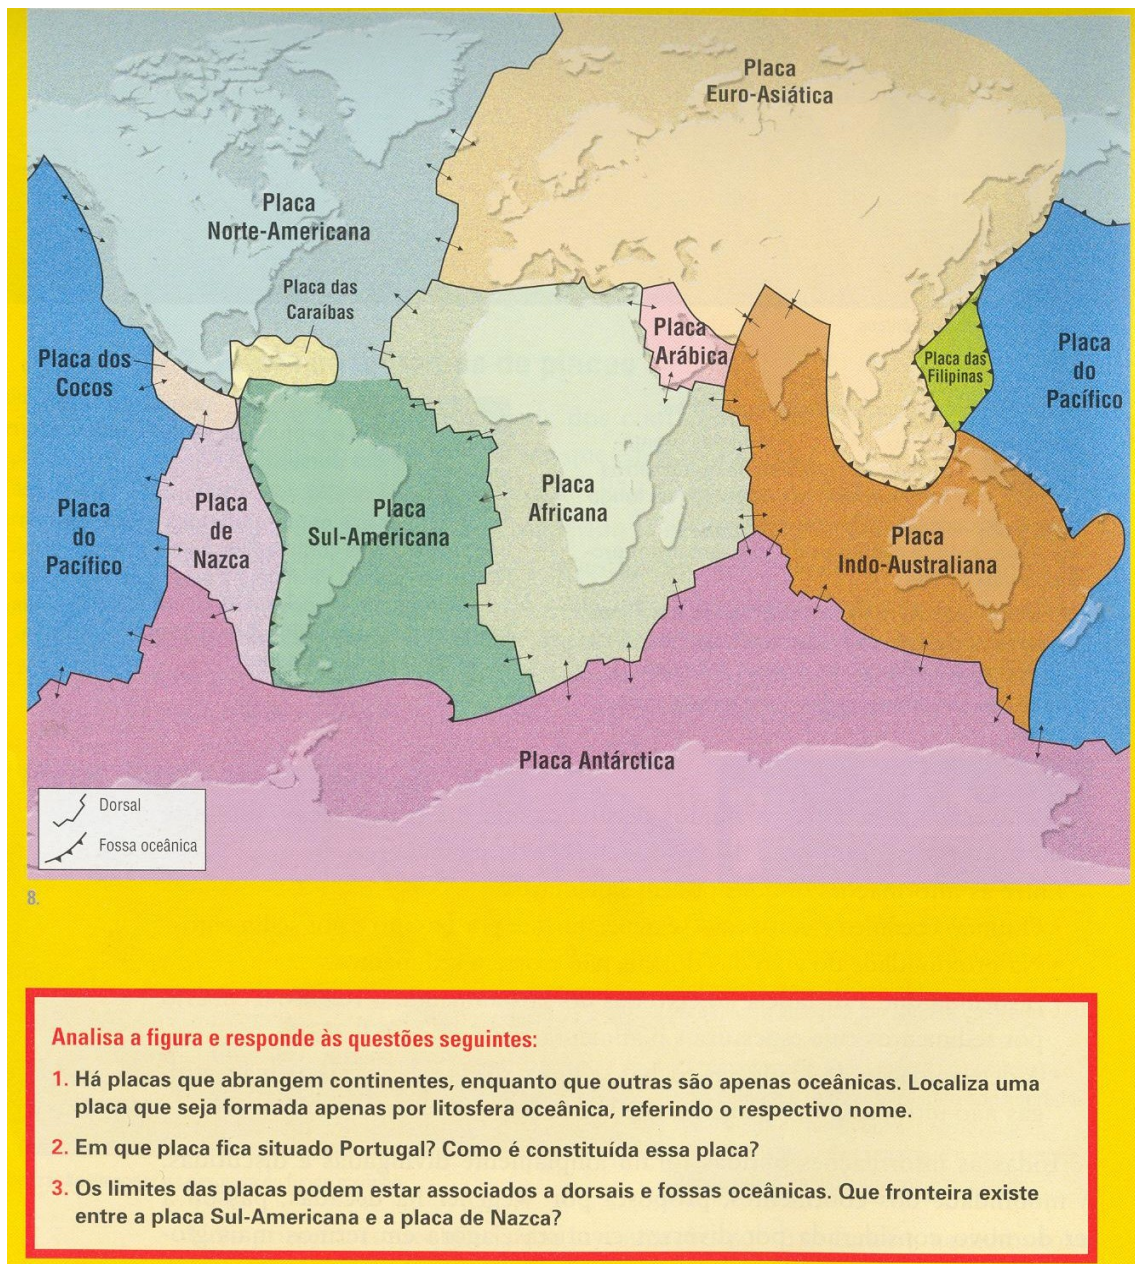 Placa
Euro-Asiática
Placa
Norte-Americana
Placa das
Caraíbas
Placa dos
Cocos
Placa
Arábica
Placa das
Filipinas
Placa
do
Pacífico
Placa
do
Pacífico
Placa
de
Nazca
Placa
Sul-Americana
Placa
Africana
Placa
Indo-Australiana
Placa Antárctica
Dorsal
Fossa oceânica
8.
Analisa a figura e responde às questões seguintes:
1. Há placas que abrangem continentes, enquanto que outras são apenas oceânicas. Localiza uma
placa que seja formada apenas por litosfera oceânica, referindo o respectivo nome.
2. Em que placa fica situado Portugal? Como é constituída essa placa?
3. Os limites das placas podem estar associados a dorsais e fossas oceânicas. Que fronteira existe
entre a placa Sul-Americana e a placa de Nazca?